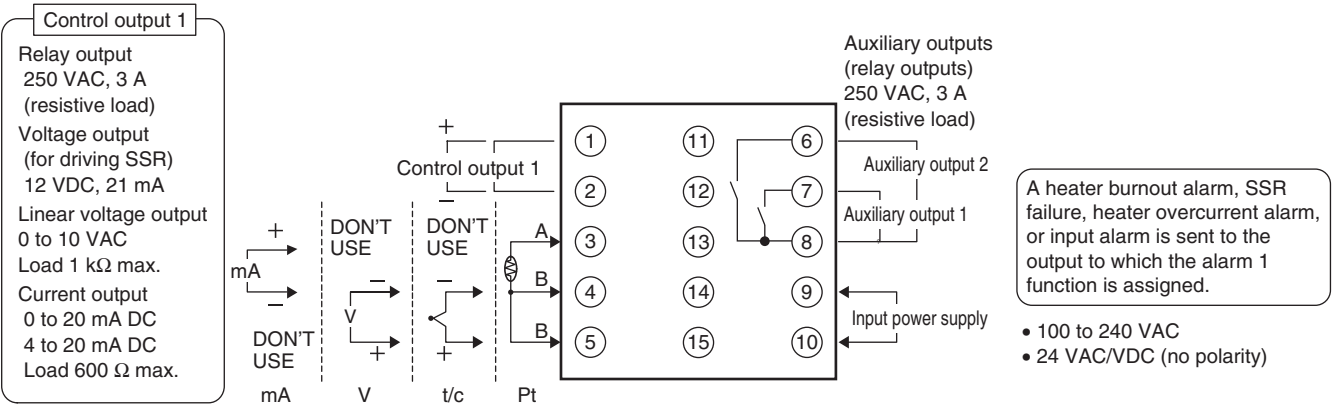 Control output 1
Relay output
250 VAC, 3 A
(resistive load)
Voltage output
(for driving SSR)
12 VDC, 21 mA
Linear voltage output
0 to 10 VAC
Load 1 kΩ max.
Current output
0 to 20 mA DC
4 to 20 mA DC
Load 600 Ω max.
+
mA
−
DON'T
USE
mA
DON'T
USE
−
V
+
V
+
Control output 1
−
DON'T
USE
−
+
t/c
A
B
B
Pt
1
2
3
4
5
11
12
13
14
15
6
7
8
9
10
Auxiliary outputs
(relay outputs)
250 VAC, 3 A
(resistive load)
Auxiliary output 2
Auxiliary output 1
Input power supply
A heater burnout alarm, SSR
failure, heater overcurrent alarm,
or input alarm is sent to the
output to which the alarm 1
function is assigned.
• 100 to 240 VAC
• 24 VAC/VDC (no polarity)